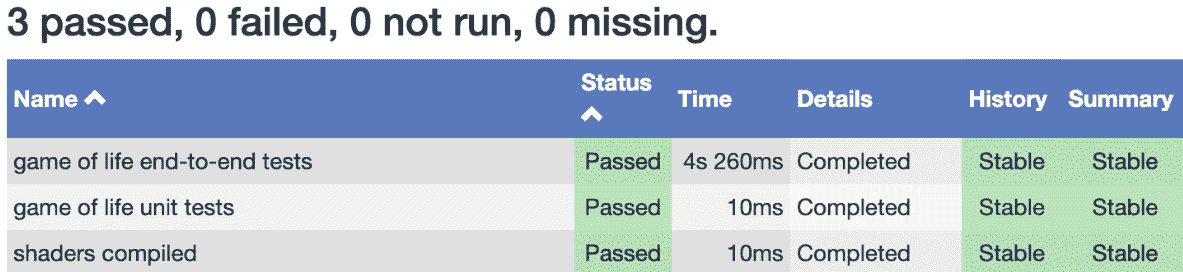 3 passed, 0 failed, 0 not run, 0 missing.
Name Status Time Details History Summary
game of life end-to-end tests Passed 4s 260ms Completed Stable Stable
game of life unit tests Passed 10ms Completed Stable Stable
shaders compiled Passed 10ms Completed Stable Stable